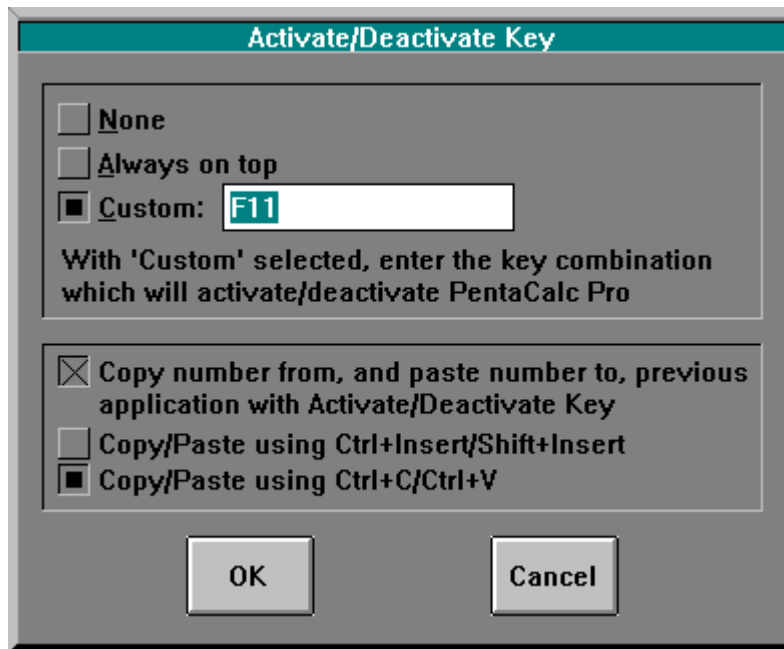 Activate/Deactivate Key
None
Always on top
Custom: F11
With 'Custom' selected, enter the key combination
which will activate/deactivate PentaCalc Pro
Copy number from, and paste number to, previous
application with Activate/Deactivate Key
Copy/Paste using Ctrl+Insert/Shift+Insert
Copy/Paste using Ctrl+C/Ctrl+V
OK Cancel